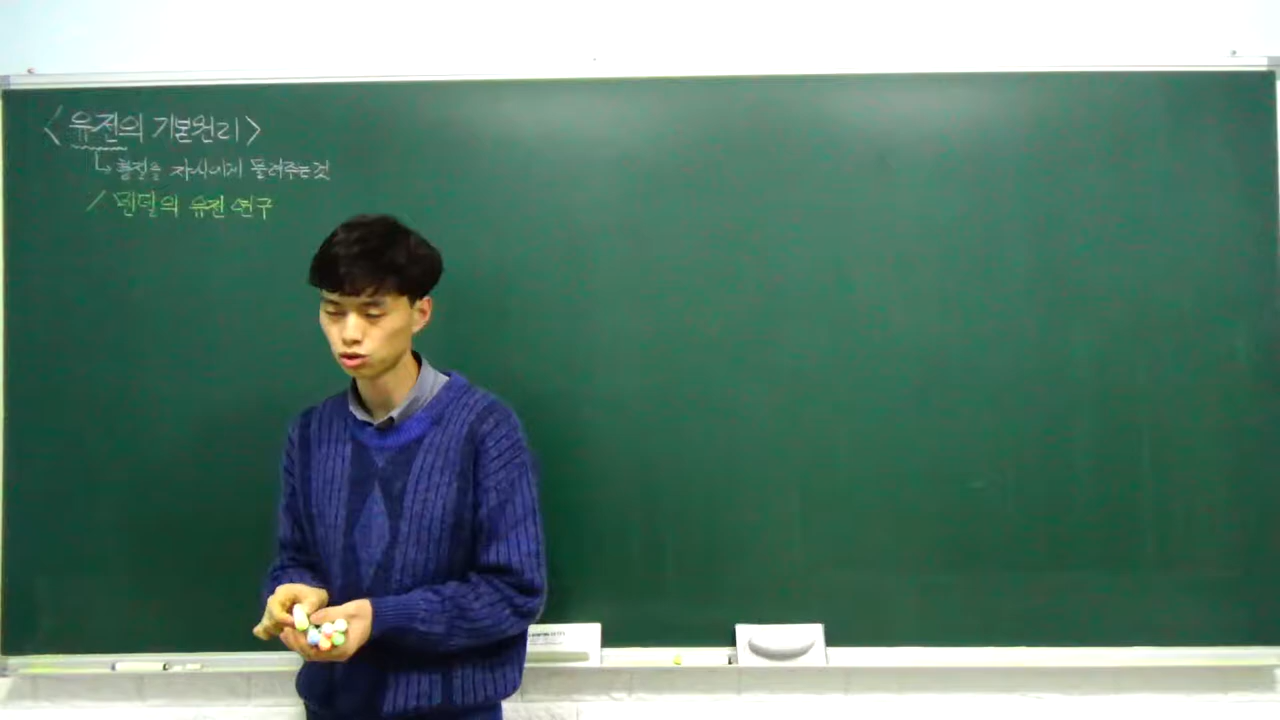 <유전의 기본원리>
↳ 형질을 자식에게 물려주는 것
/ 멘델의 유전 연구